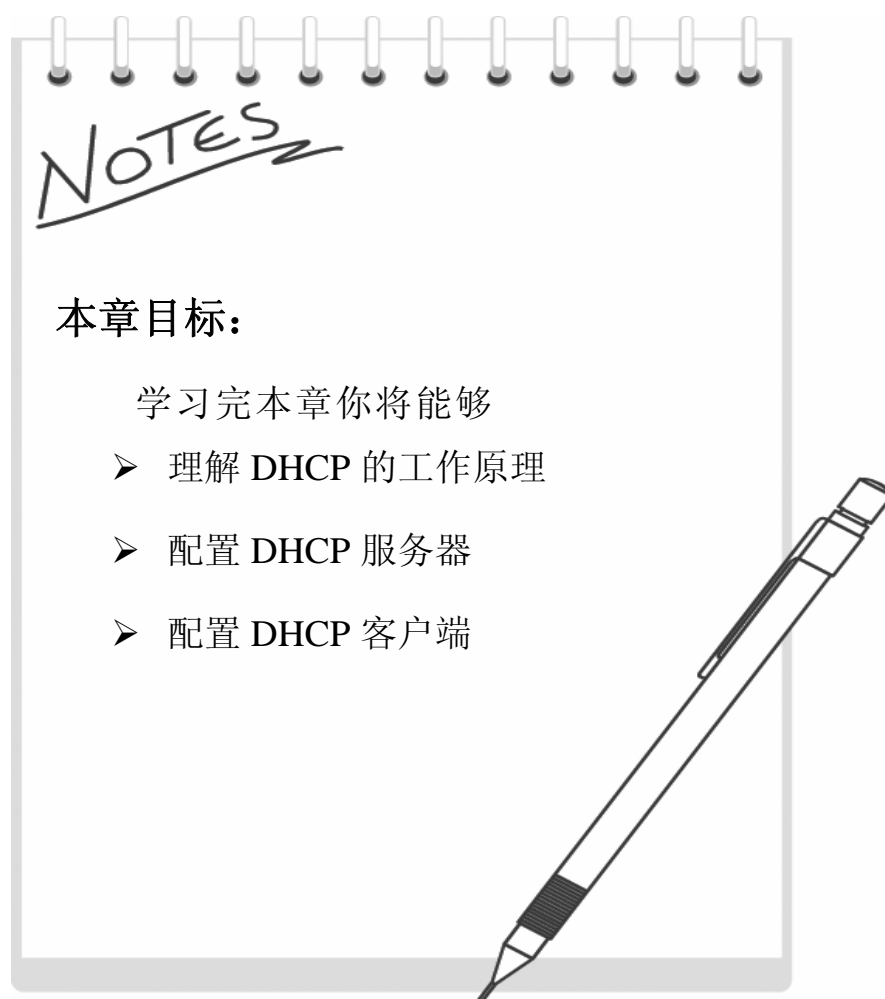 NOTES
本章目标：
学习完本章你将能够
➢ 理解 DHCP 的工作原理
➢ 配置 DHCP 服务器
➢ 配置 DHCP 客户端